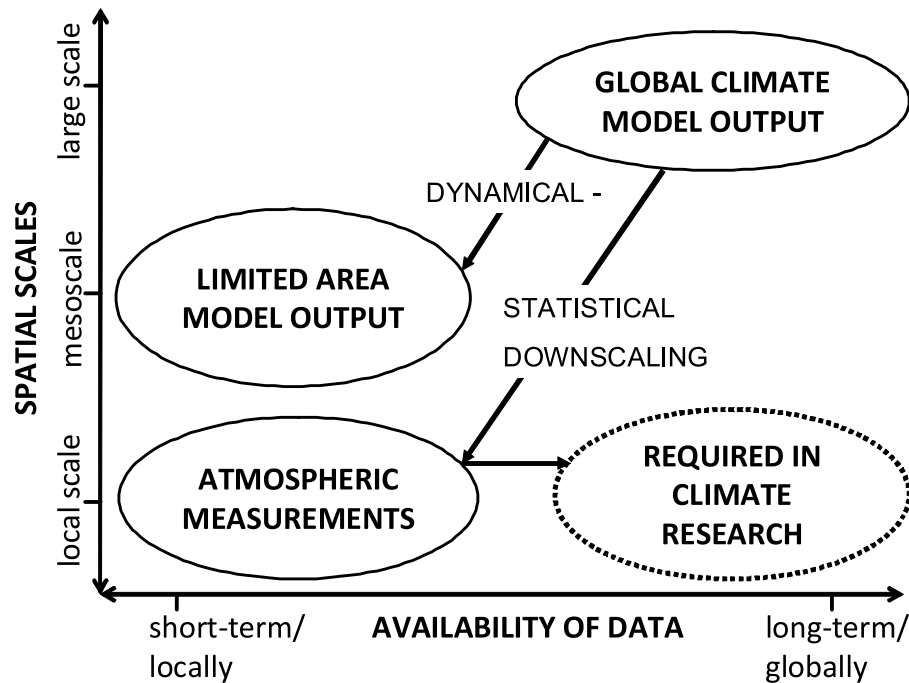 GLOBAL CLIMATE
MODEL OUTPUT
DYNAMICAL -
LIMITED AREA
MODEL OUTPUT
STATISTICAL
DOWNSCALING
ATMOSPHERIC
MEASUREMENTS
REQUIRED IN
CLIMATE
RESEARCH
SPATIAL SCALES
large scale
mesoscale
local scale
short-term/
locally
AVAILABILITY OF DATA
long-term/
globally